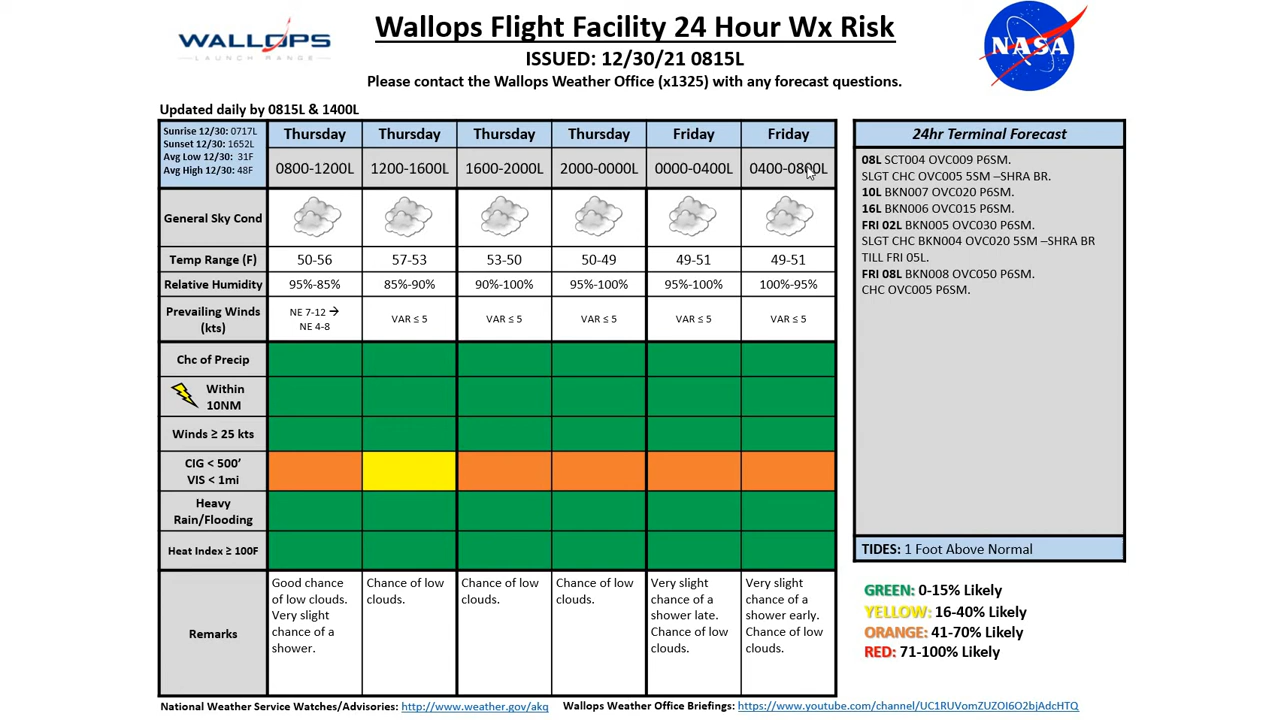 WALLOPS
LAUNCH RANGE
Wallops Flight Facility 24 Hour Wx Risk
ISSUED: 12/30/21 0815L
Please contact the Wallops Weather Office (x1325) with any forecast questions.
NASA
Updated daily by 0815L & 1400L
Sunrise 12/30: 0717L
Sunset 12/30: 1652L
Avg Low 12/30: 31F
Avg High 12/30: 48F
Thursday Thursday Thursday Thursday Friday Friday
0800-1200L 1200-1600L 1600-2000L 2000-0000L 0000-0400L 0400-0800L
General Sky Cond
Temp Range (F) 50-56 57-53 53-50 50-49 49-51 49-51
Relative Humidity 95%-85% 85%-90% 90%-100% 95%-100% 95%-100% 100%-95%
Prevailing Winds (kts) NE 7-12 → NE 4-8 VAR ≤ 5 VAR ≤ 5 VAR ≤ 5 VAR ≤ 5 VAR ≤ 5
Chc of Precip
Within
10NM
Winds ≥ 25 kts
CIG < 500’
VIS < 1mi
Heavy
Rain/Flooding
Heat Index ≥ 100F
Remarks
Good chance
of low clouds.
Very slight
chance of a
shower.
Chance of low
clouds.
Chance of low
clouds.
Chance of low
clouds.
Very slight
chance of a
shower late.
Chance of low
clouds.
Very slight
chance of a
shower early.
Chance of low
clouds.
24hr Terminal Forecast
08L SCT004 OVC009 P6SM.
SLGT CHC OVC005 5SM –SHRA BR.
10L BKN007 OVC020 P6SM.
16L BKN006 OVC015 P6SM.
FRI 02L BKN005 OVC030 P6SM.
SLGT CHC BKN004 OVC020 5SM –SHRA BR
TILL FRI 05L.
FRI 08L BKN008 OVC050 P6SM.
CHC OVC005 P6SM.
TIDES: 1 Foot Above Normal
GREEN: 0-15% Likely
YELLOW: 16-40% Likely
ORANGE: 41-70% Likely
RED: 71-100% Likely
National Weather Service Watches/Advisories: http://www.weather.gov/akq Wallops Weather Office Briefings: https://www.youtube.com/channel/UC1RUVomZUZOI6O2bjAdcHTQ